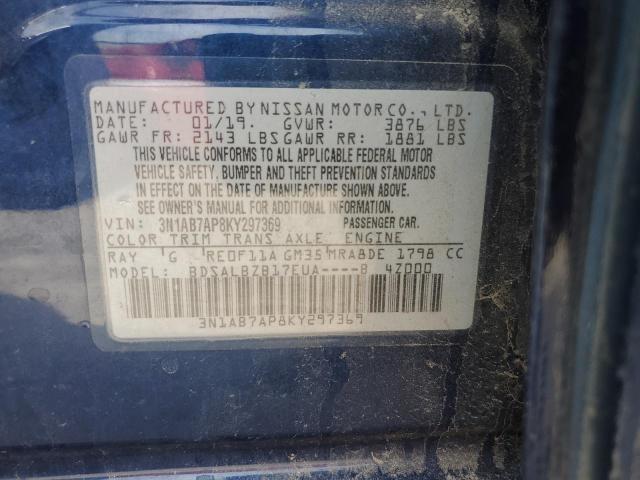 MANUFACTURED BY NISSAN MOTOR CO., LTD.
DATE: 01/19. GVWR: 3876 LBS
GAWR FR: 2143 LBS GAWR RR: 1881 LBS
THIS VEHICLE CONFORMS TO ALL APPLICABLE FEDERAL MOTOR
VEHICLE SAFETY, BUMPER AND THEFT PREVENTION STANDARDS
IN EFFECT ON THE DATE OF MANUFACTURE SHOWN ABOVE.
SEE OWNER'S MANUAL FOR ADDITIONAL INFORMATION.
VIN: 3N1AB7AP8KY297369 PASSENGER CAR.
COLOR TRIM TRANS AXLE ENGINE
RAY G RE0F11A GM35 MRA8DE 1798 CC
MODEL: BDSALBZB17EUA----B 4Z000
3N1AB7AP8KY297369